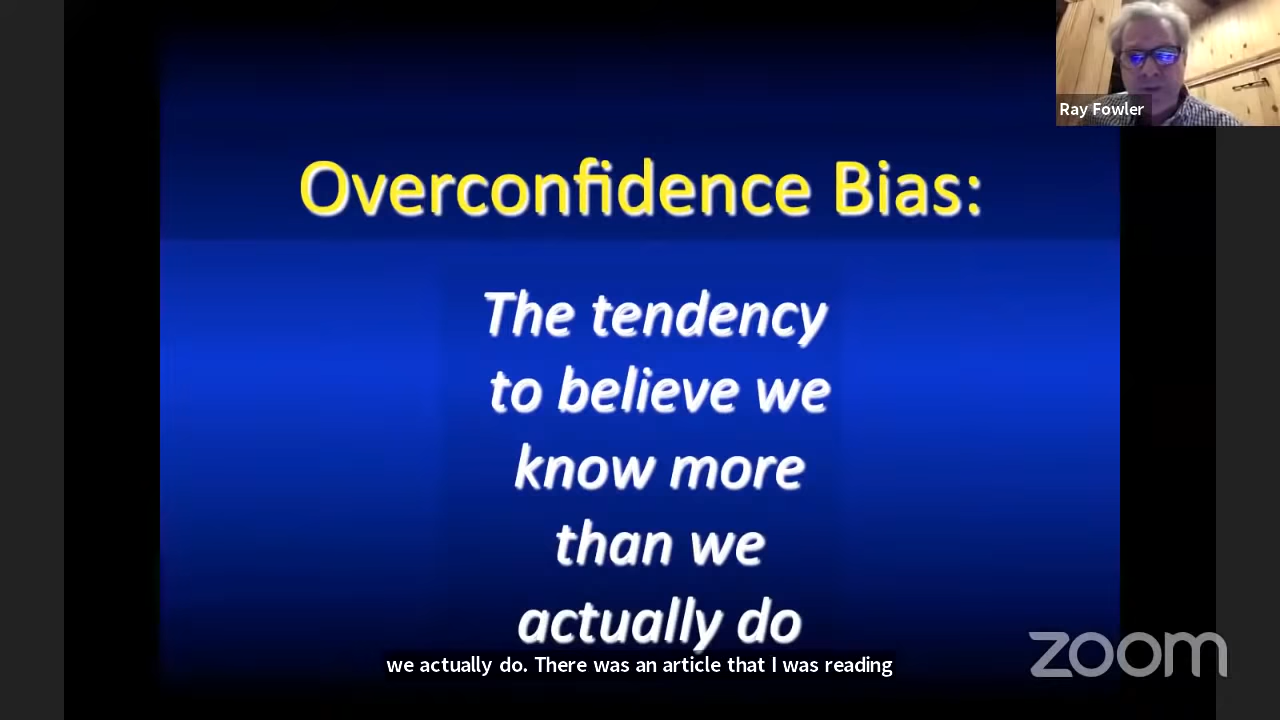 Ray Fowler
Overconfidence Bias:
The tendency
to believe we
know more
than we
actually do
we actually do. There was an article that I was reading
zoom